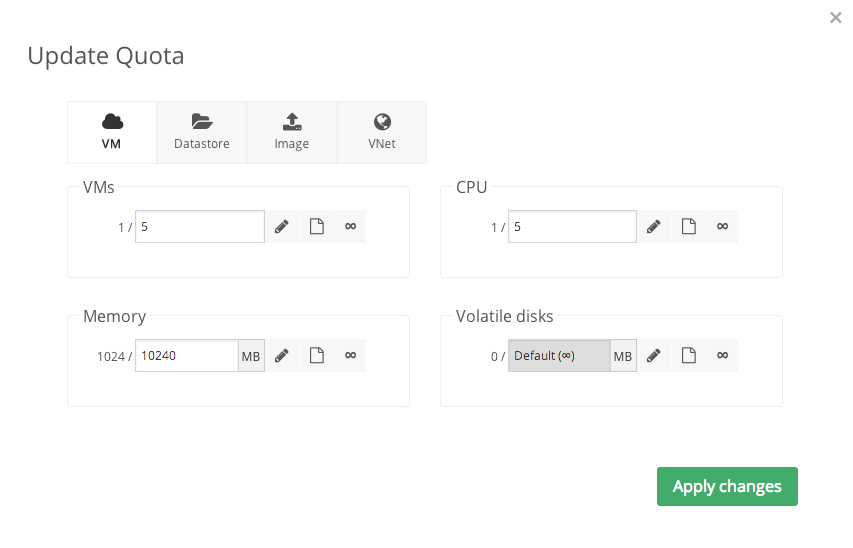 ×
Update Quota
VM
Datastore
Image
VNet
VMs
1 / 5 ∞
CPU
1 / 5 ∞
Memory
1024 / 10240 MB ∞
Volatile disks
0 / Default (∞) MB ∞
Apply changes